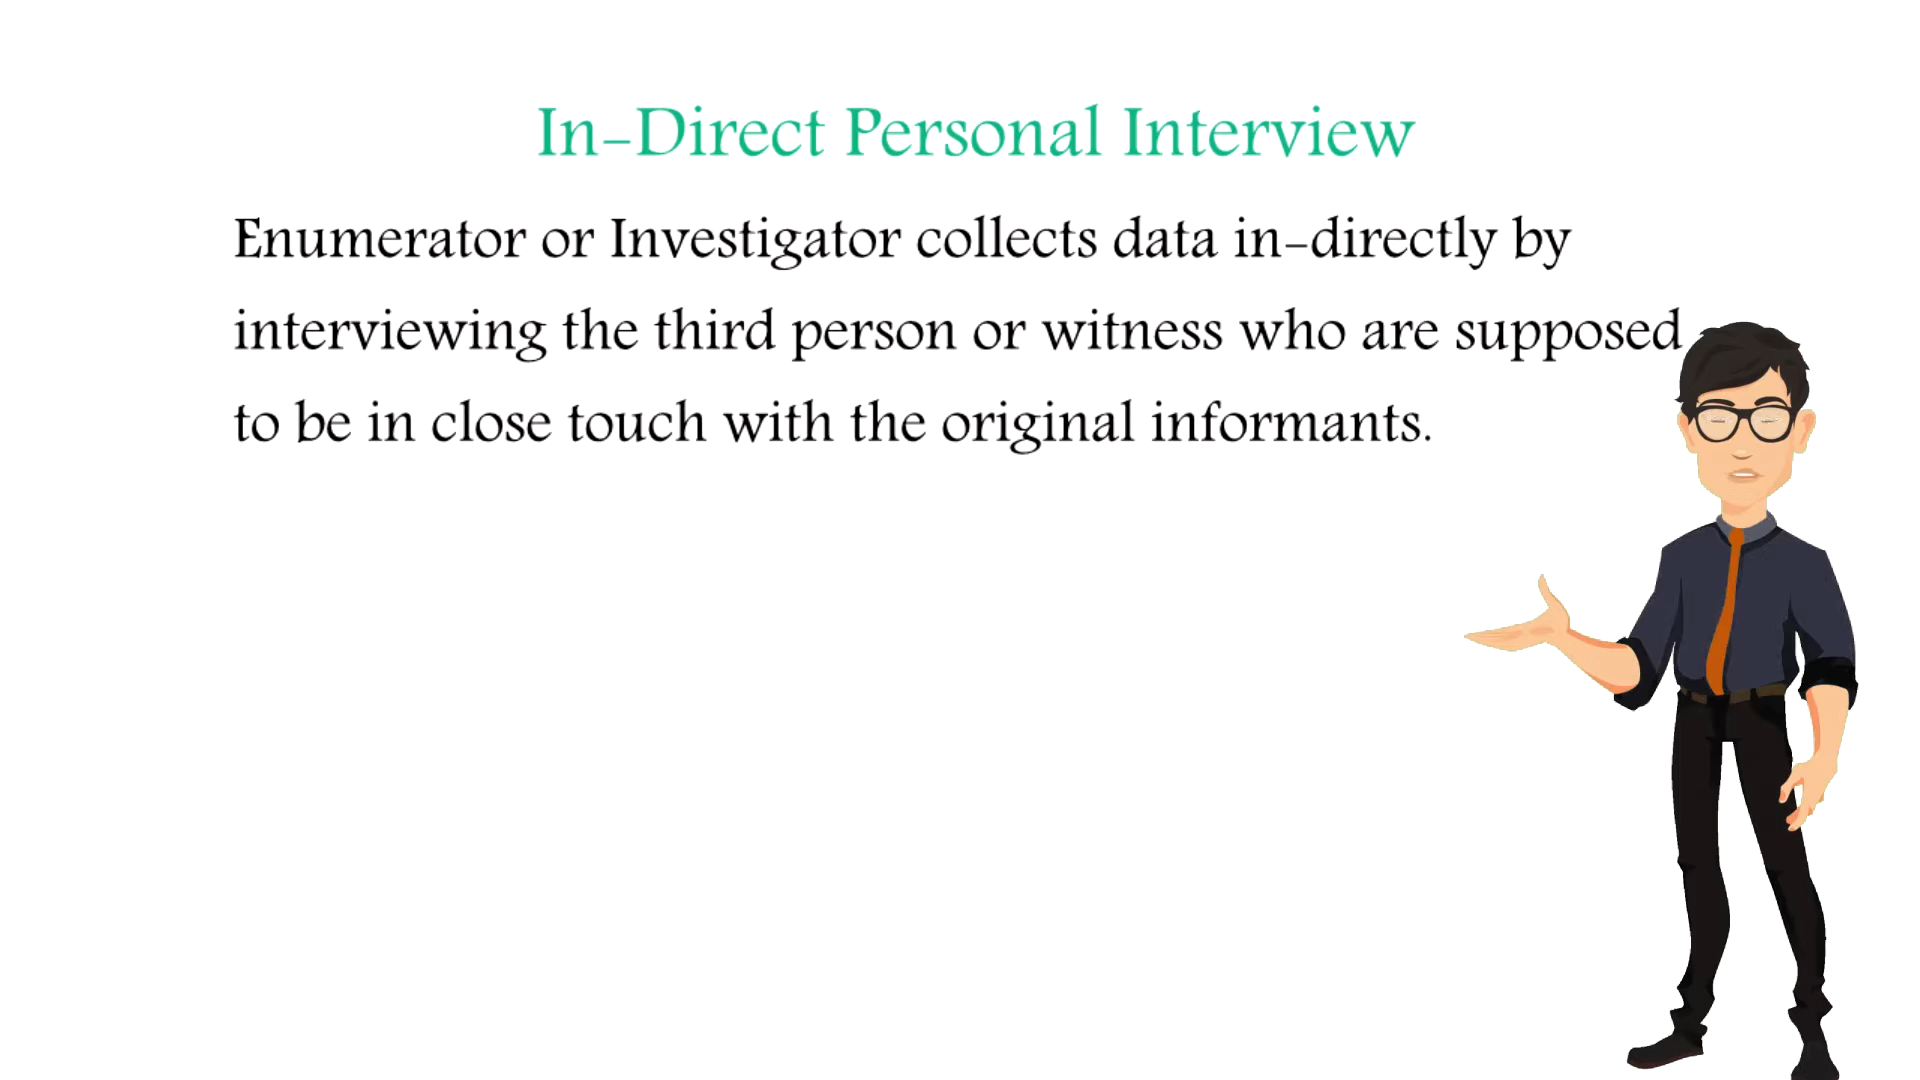 In-Direct Personal Interview
Enumerator or Investigator collects data in-directly by
interviewing the third person or witness who are supposed
to be in close touch with the original informants.